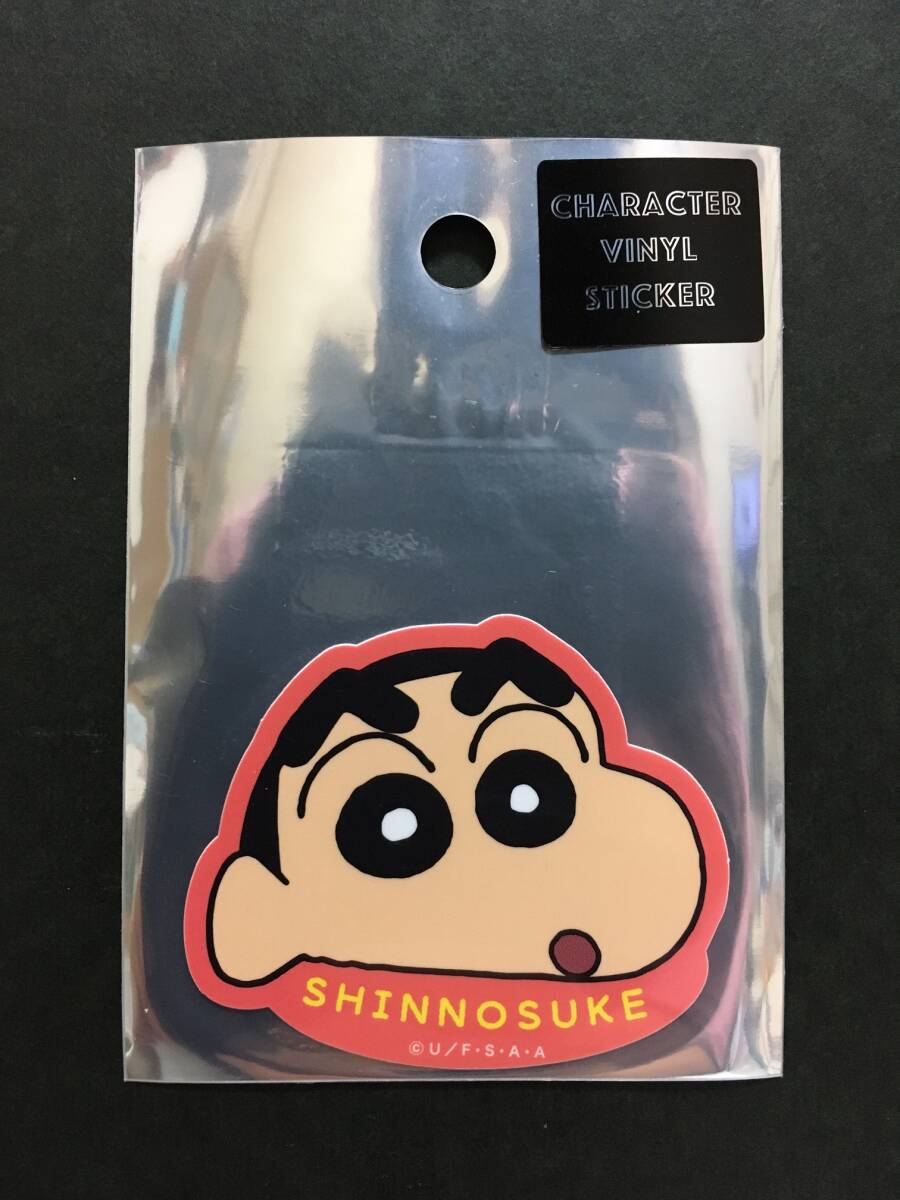 CHARACTER
VINYL
STICKER
SHINNOSUKE
©U/F・S・A・A